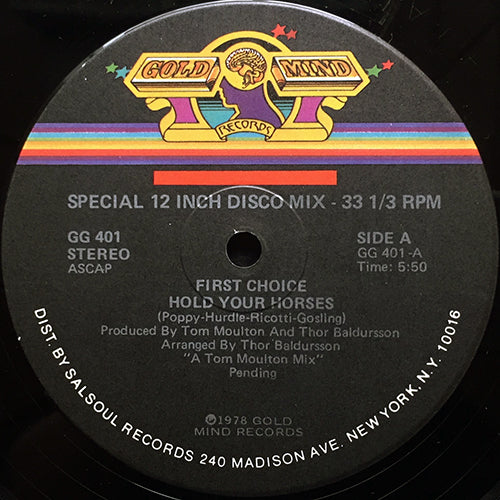 GOLD MIND
RECORDS
SPECIAL 12 INCH DISCO MIX - 33 1/3 RPM
GG 401
STEREO
ASCAP
SIDE A
GG 401-A
Time: 5:50
FIRST CHOICE
HOLD YOUR HORSES
(Poppy-Hurdle-Ricotti-Gosling)
Produced By Tom Moulton And Thor Baldursson
Arranged By Thor Baldursson
"A Tom Moulton Mix"
Pending
℗1978 GOLD
MIND RECORDS
DIST. BY SALSOUL RECORDS 240 MADISON AVE. NEW YORK, N.Y. 10016